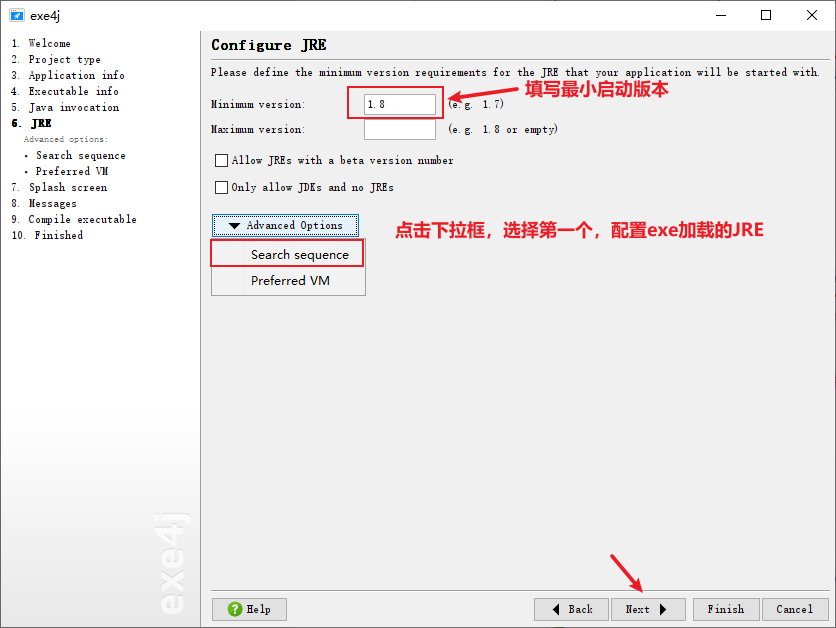 exe4j
1. Welcome
2. Project type
3. Application info
4. Executable info
5. Java invocation
6. JRE
Advanced options:
• Search sequence
• Preferred VM
7. Splash screen
8. Messages
9. Compile executable
10. Finished
exe4j
Configure JRE
Please define the minimum version requirements for the JRE that your application will be started with.
Minimum version: 1.8 (e.g. 1.7)
填写最小启动版本
Maximum version: (e.g. 1.8 or empty)
Allow JREs with a beta version number
Only allow JDKs and no JREs
Advanced Options
点击下拉框，选择第一个，配置exe加载的JRE
Search sequence
Preferred VM
Help
Back
Next
Finish
Cancel